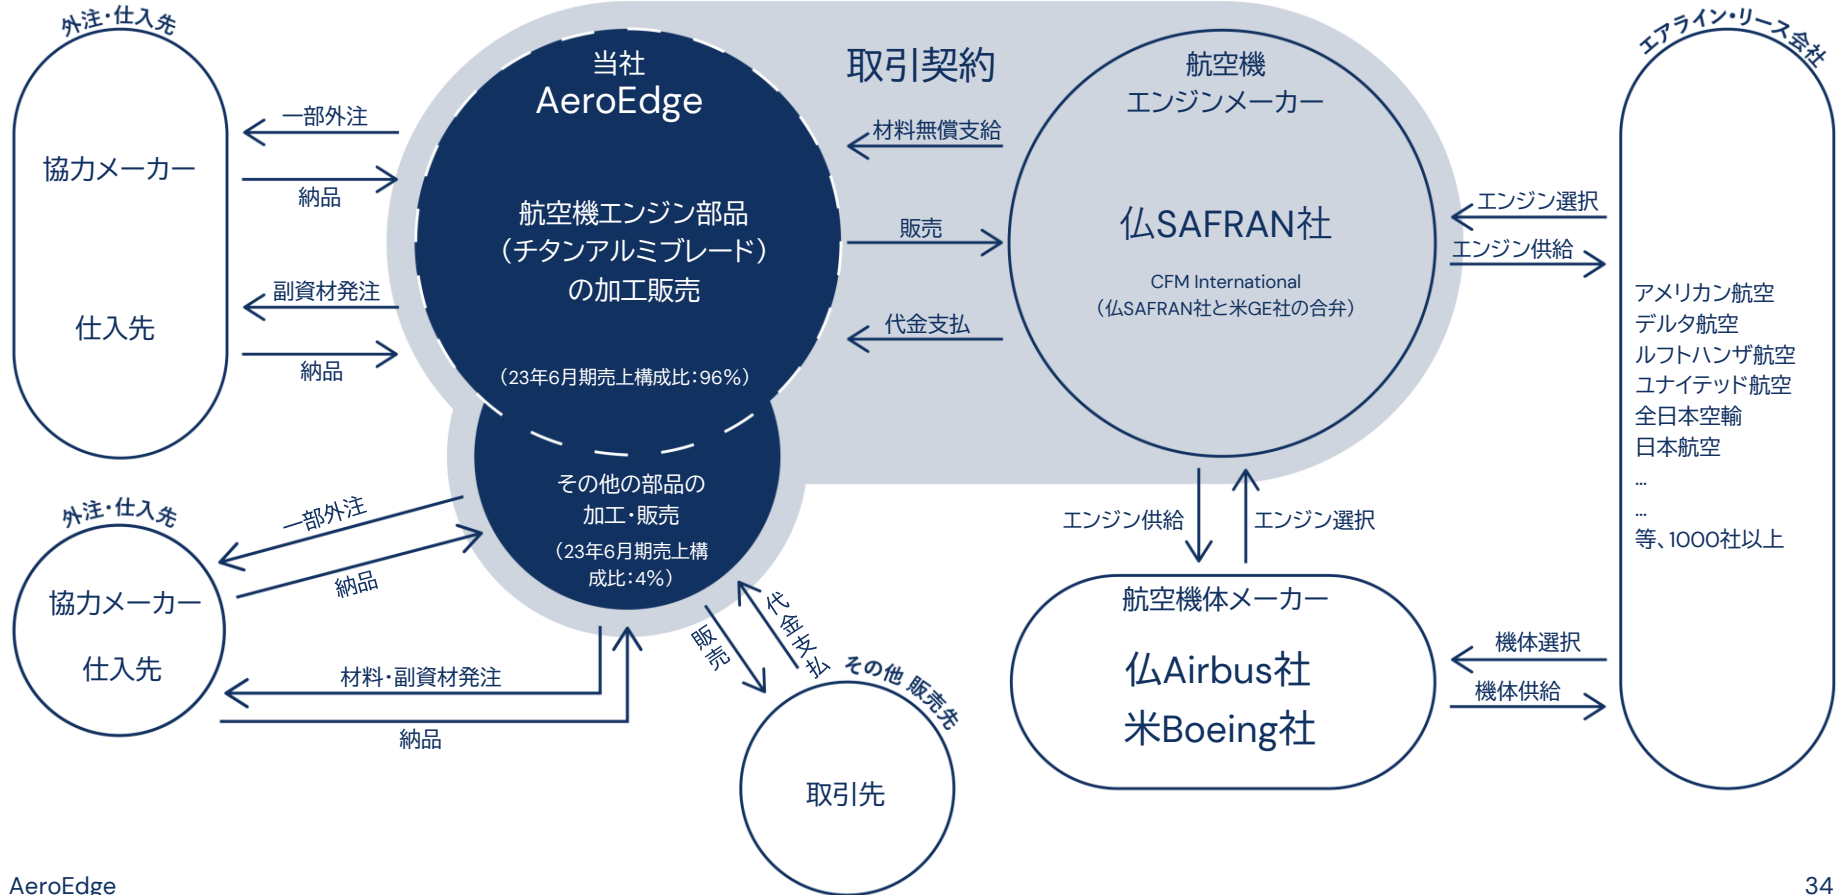 外注・仕入先
協力メーカー
仕入先
一部外注
納品
副資材発注
納品
当社
AeroEdge
航空機エンジン部品
（チタンアルミブレード）
の加工販売
（23年6月期売上構成比：96％）
その他の部品の
加工・販売
（23年6月期売上構
成比：4％）
取引契約
材料無償支給
販売
代金支払
航空機
エンジンメーカー
仏SAFRAN社
CFM International
（仏SAFRAN社と米GE社の合弁）
エンジン選択
エンジン供給
エアライン・リース会社
アメリカン航空
デルタ航空
ルフトハンザ航空
ユナイテッド航空
全日本空輸
日本航空
...
...
等、1000社以上
外注・仕入先
協力メーカー
仕入先
一部外注
納品
材料・副資材発注
納品
販売
代金支払
その他 販売先
取引先
エンジン供給
エンジン選択
航空機体メーカー
仏Airbus社
米Boeing社
機体選択
機体供給
AeroEdge
34